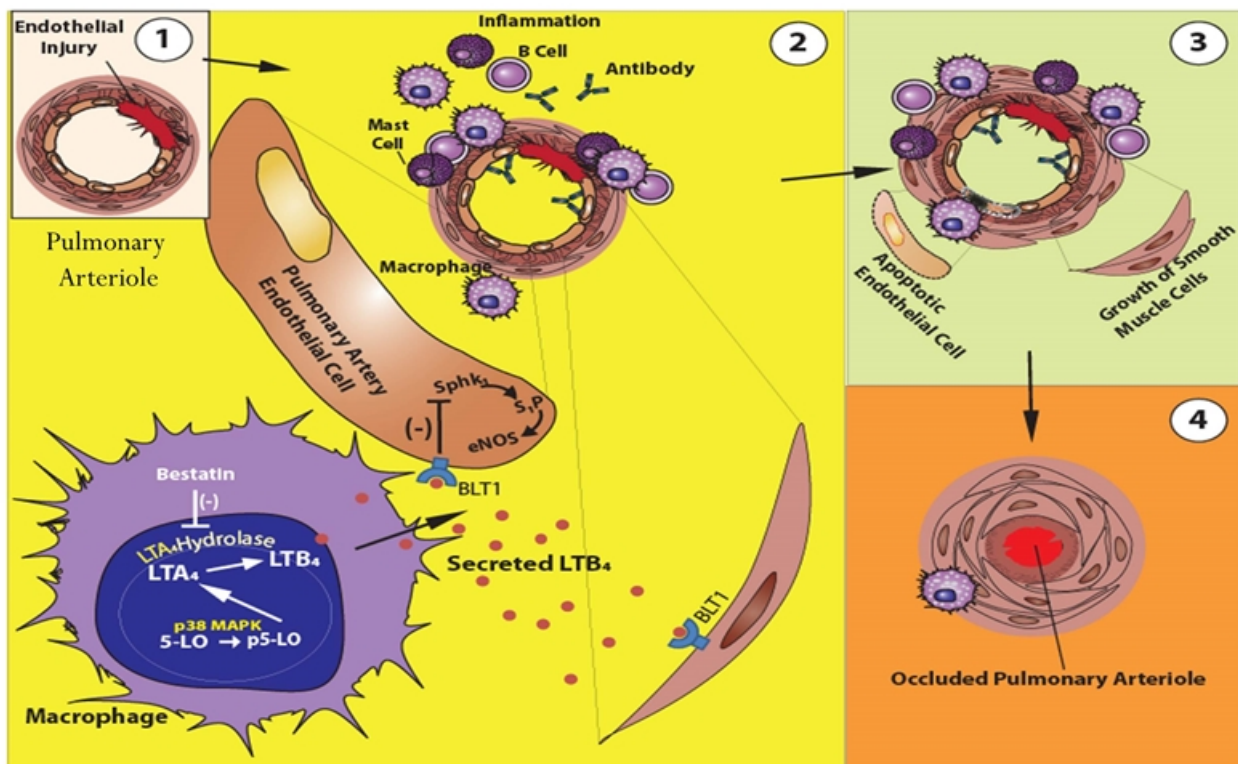 Endothelial
Injury
1
Pulmonary
Arteriole
2
Inflammation
B Cell
Antibody
Mast
Cell
Macrophage
Pulmonary Artery
Endothelial Cell
Sphk₁
S₁P
eNOS
(-)
BLT1
Bestatin
(-)
LTA₄Hydrolase
LTA₄
LTB₄
p38 MAPK
5-LO → p5-LO
Macrophage
Secreted LTB₄
BLT1
3
Apoptotic
Endothelial Cell
Growth of Smooth
Muscle Cells
4
Occluded Pulmonary Arteriole